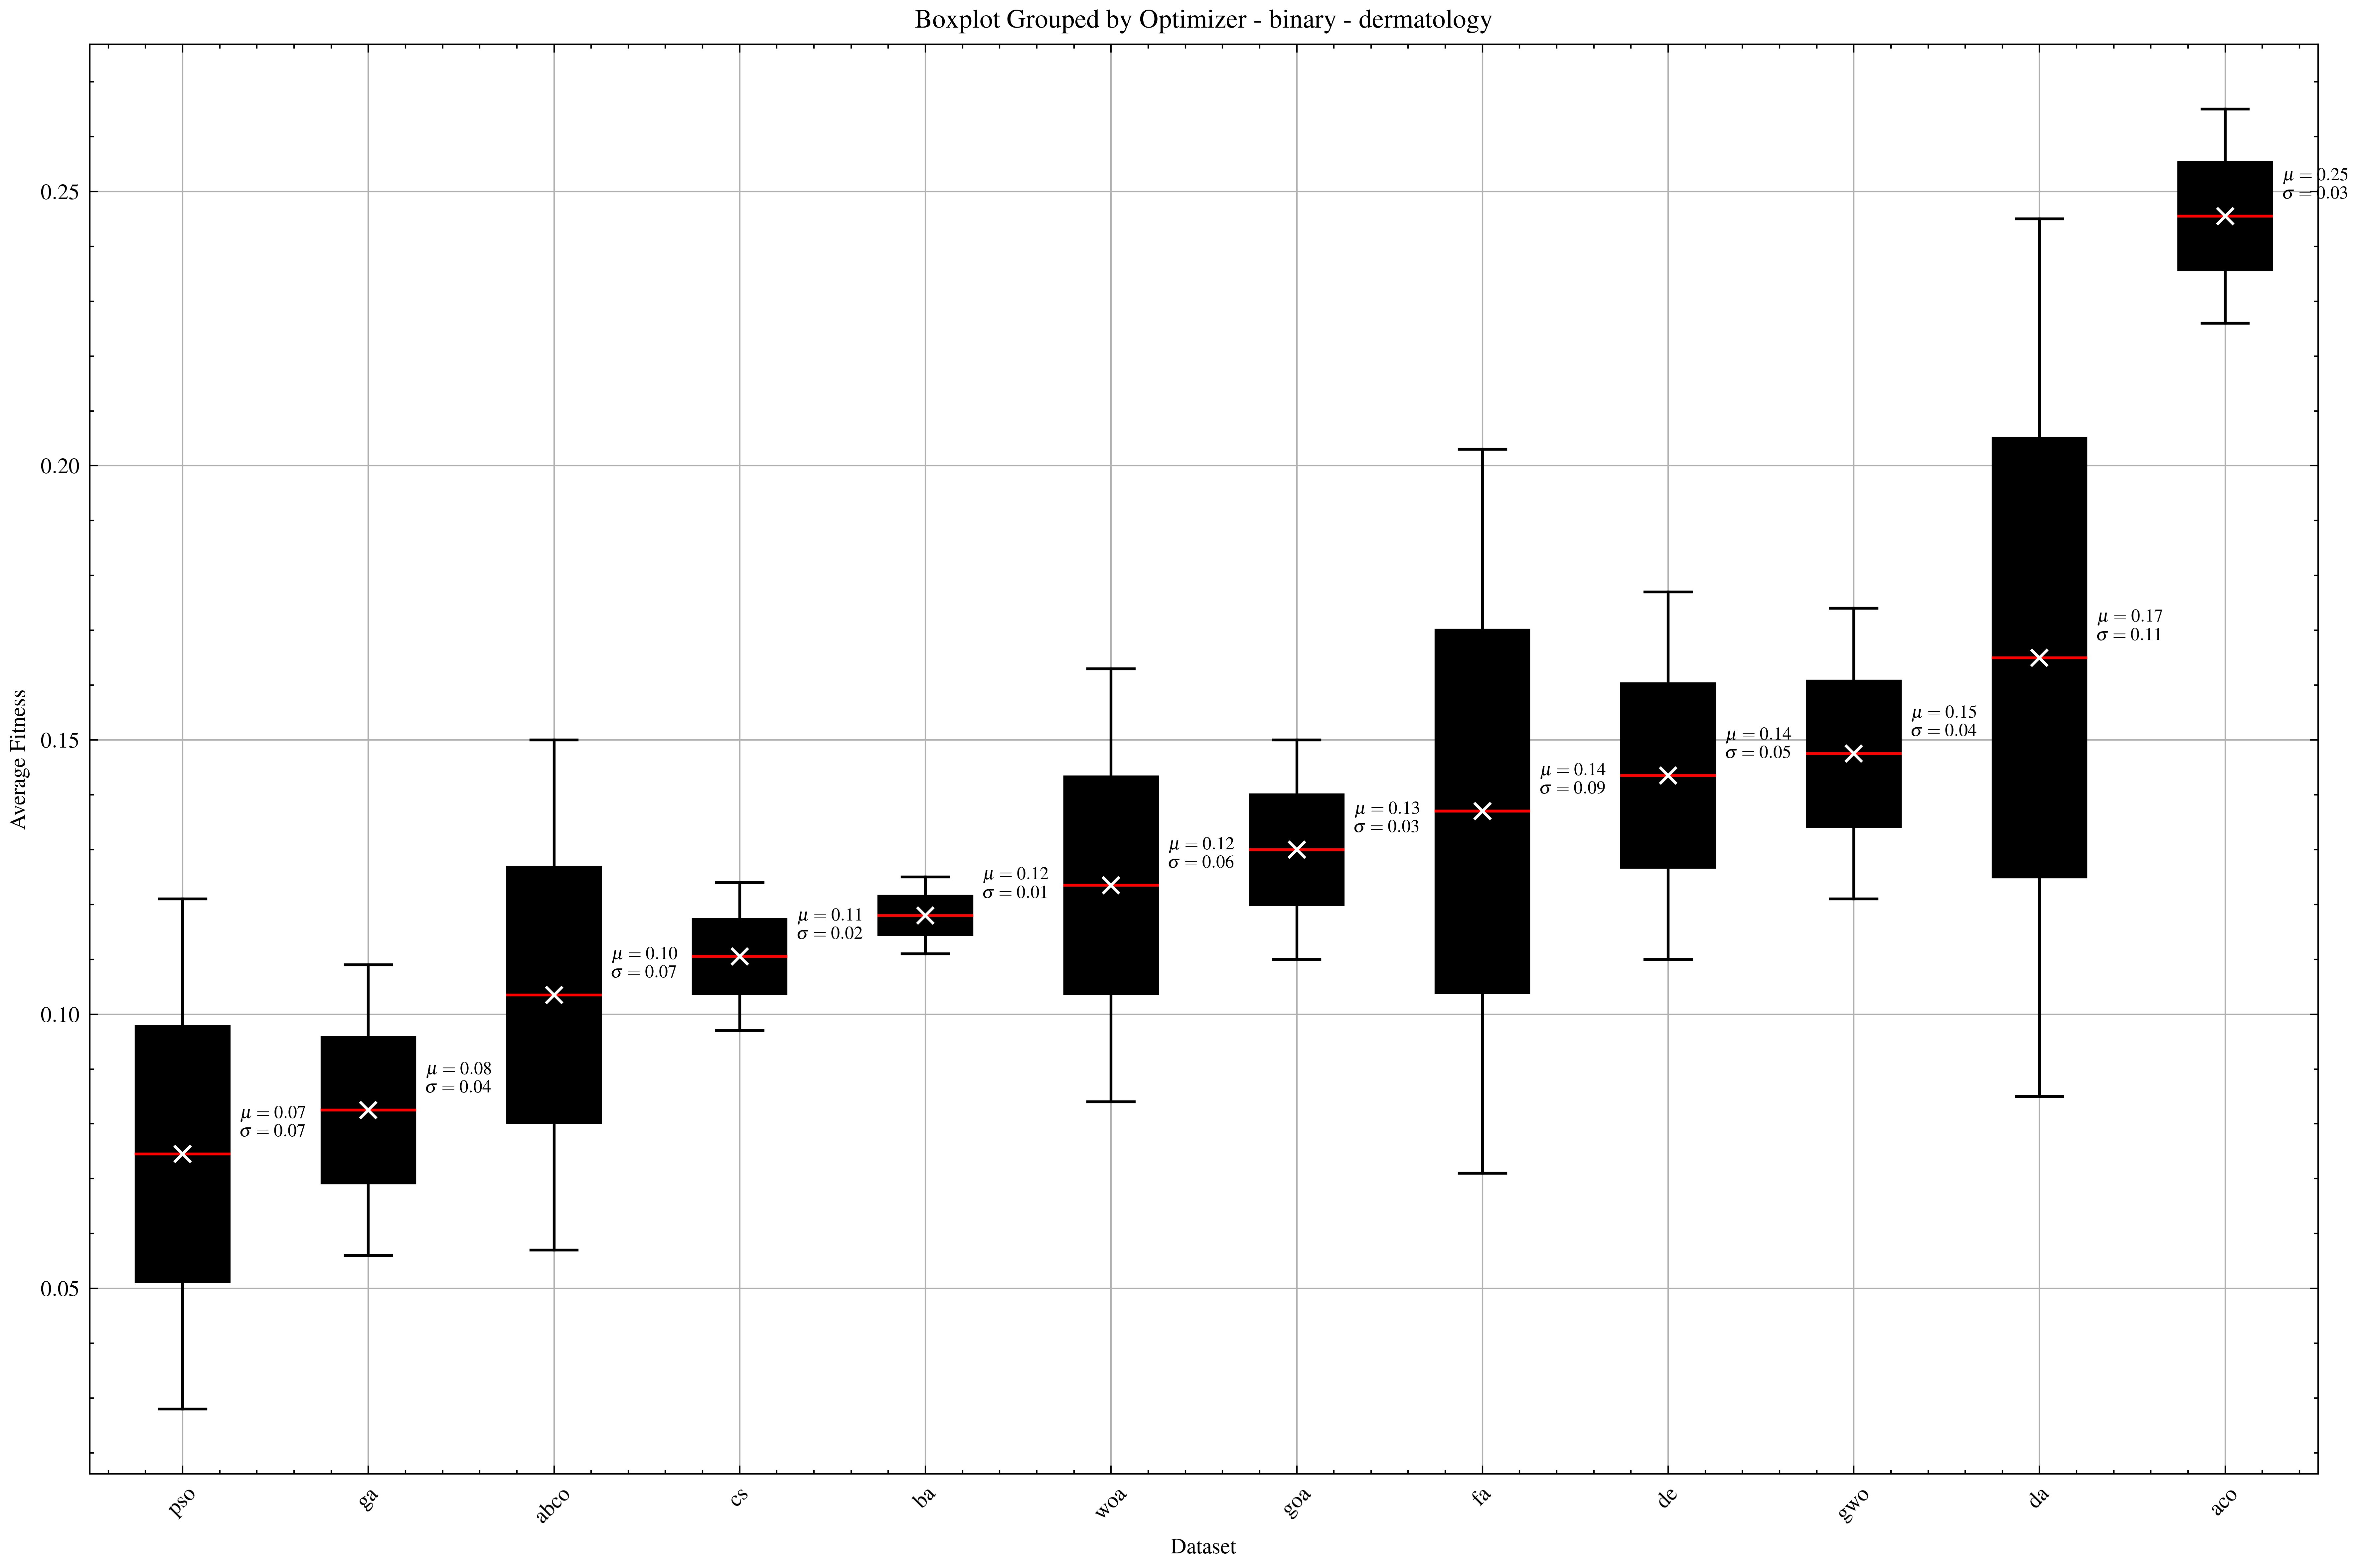 Boxplot Grouped by Optimizer - binary - dermatology
Average Fitness
0.25
0.20
0.15
0.10
0.05
μ = 0.07
σ = 0.07
μ = 0.08
σ = 0.04
μ = 0.10
σ = 0.07
μ = 0.11
σ = 0.02
μ = 0.12
σ = 0.01
μ = 0.12
σ = 0.06
μ = 0.13
σ = 0.03
μ = 0.14
σ = 0.09
μ = 0.14
σ = 0.05
μ = 0.15
σ = 0.04
μ = 0.17
σ = 0.11
μ = 0.25
σ = 0.03
pso
ga
abco
cs
ba
woa
goa
fa
de
gwo
da
aco
Dataset